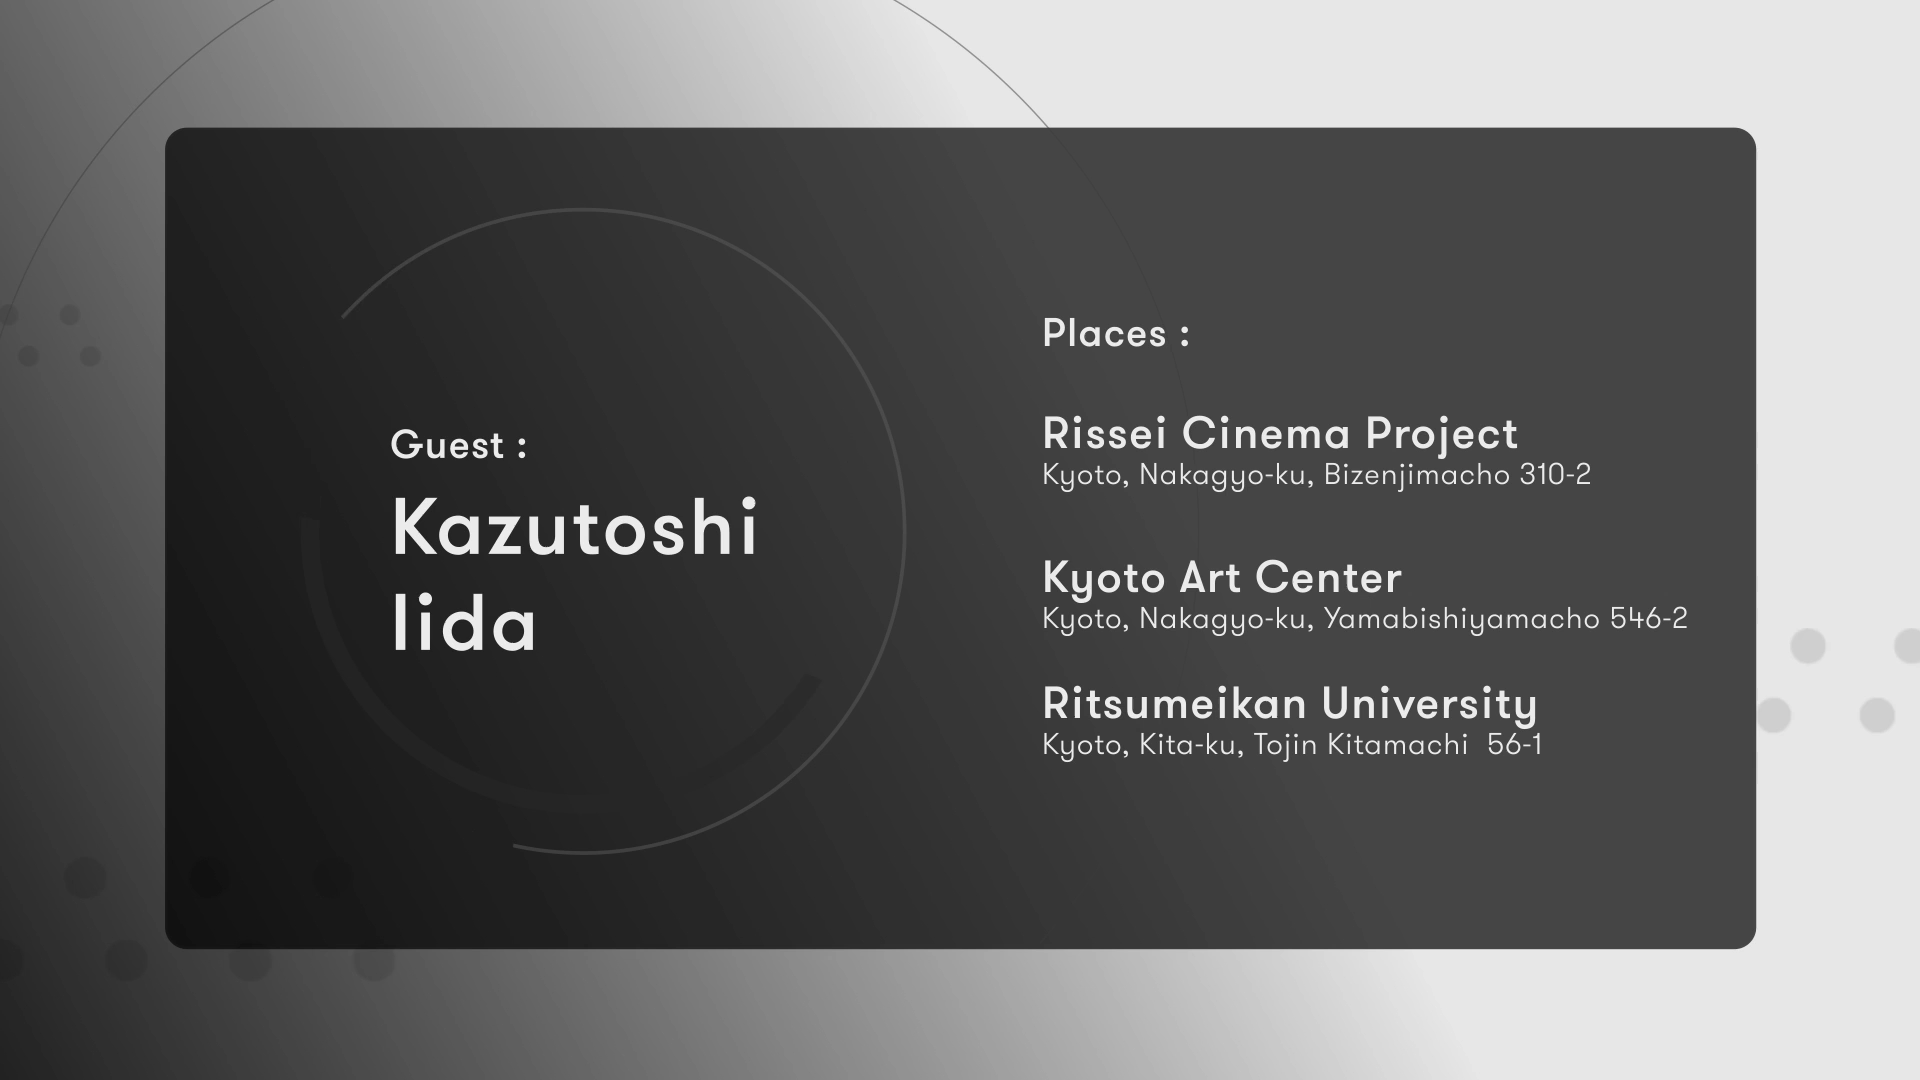 Guest :
Kazutoshi
Iida
Places :
Rissei Cinema Project
Kyoto, Nakagyo-ku, Bizenjimacho 310-2
Kyoto Art Center
Kyoto, Nakagyo-ku, Yamabishiyamacho 546-2
Ritsumeikan University
Kyoto, Kita-ku, Tojin Kitamachi  56-1